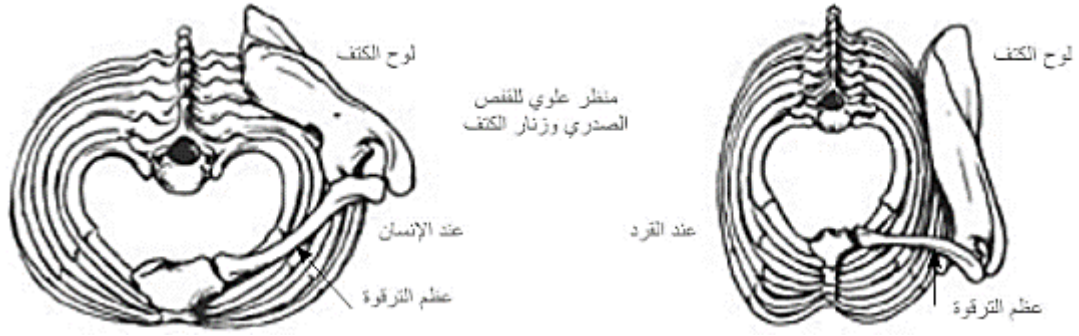 لوح الكتف
لوح الكتف
منظر علوي للقفص
الصدري وزنار الكتف
عند الإنسان
عند القرد
عظم الترقوة
عظم الترقوة